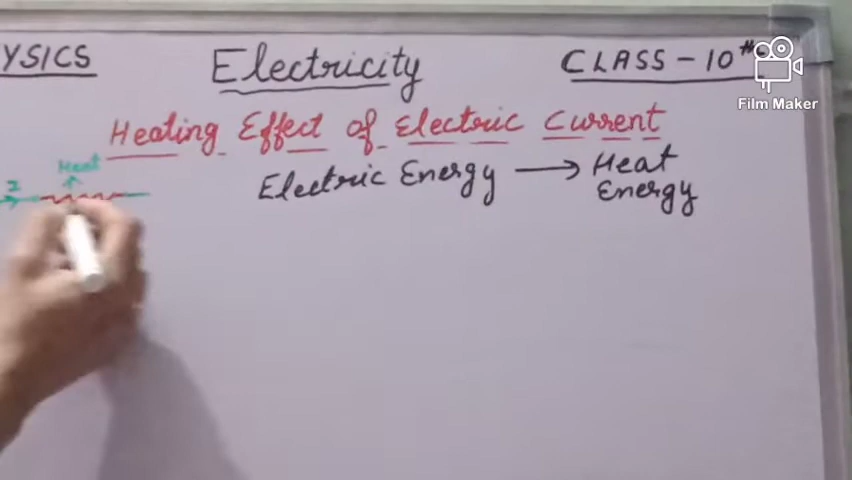 YSICS Electricity CLASS - 10th
Film Maker
Heating Effect of Electric Current
Heat
I
Electric Energy → Heat
Energy